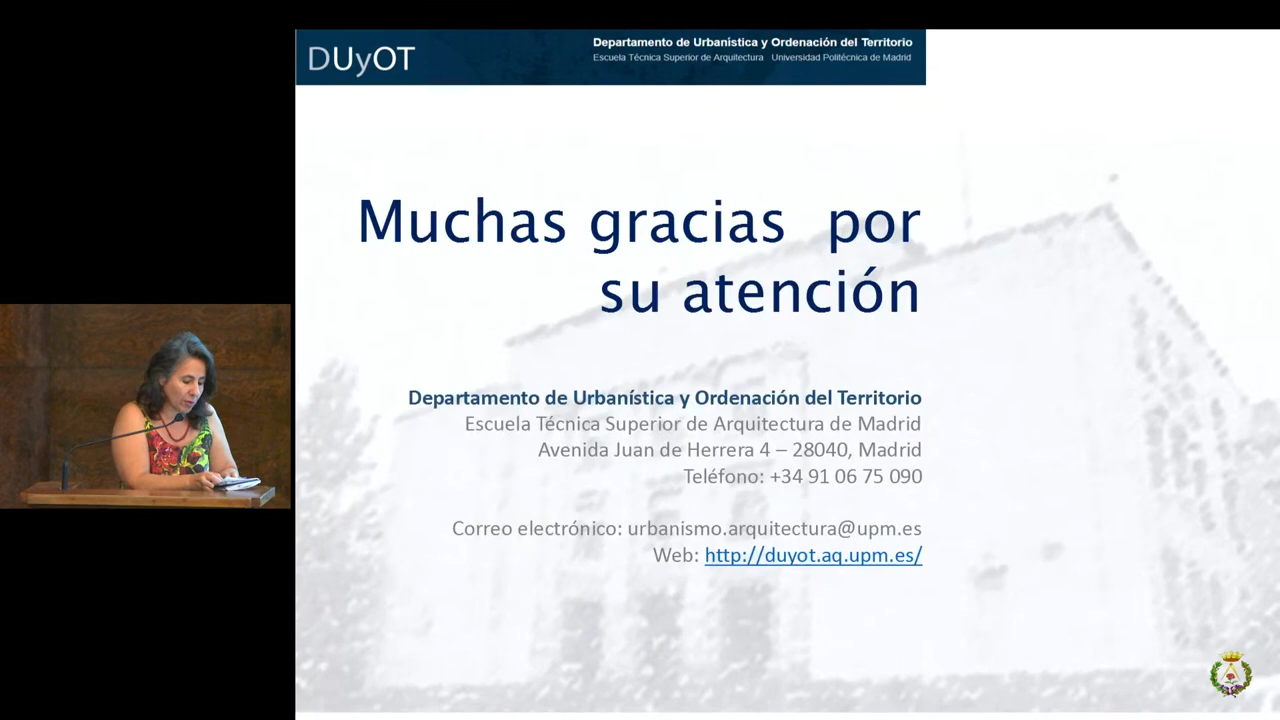 DUyOT
Departamento de Urbanística y Ordenación del Territorio
Escuela Técnica Superior de Arquitectura Universidad Politécnica de Madrid
Muchas gracias por
su atención
Departamento de Urbanística y Ordenación del Territorio
Escuela Técnica Superior de Arquitectura de Madrid
Avenida Juan de Herrera 4 – 28040, Madrid
Teléfono: +34 91 06 75 090
Correo electrónico: urbanismo.arquitectura@upm.es
Web: http://duyot.aq.upm.es/